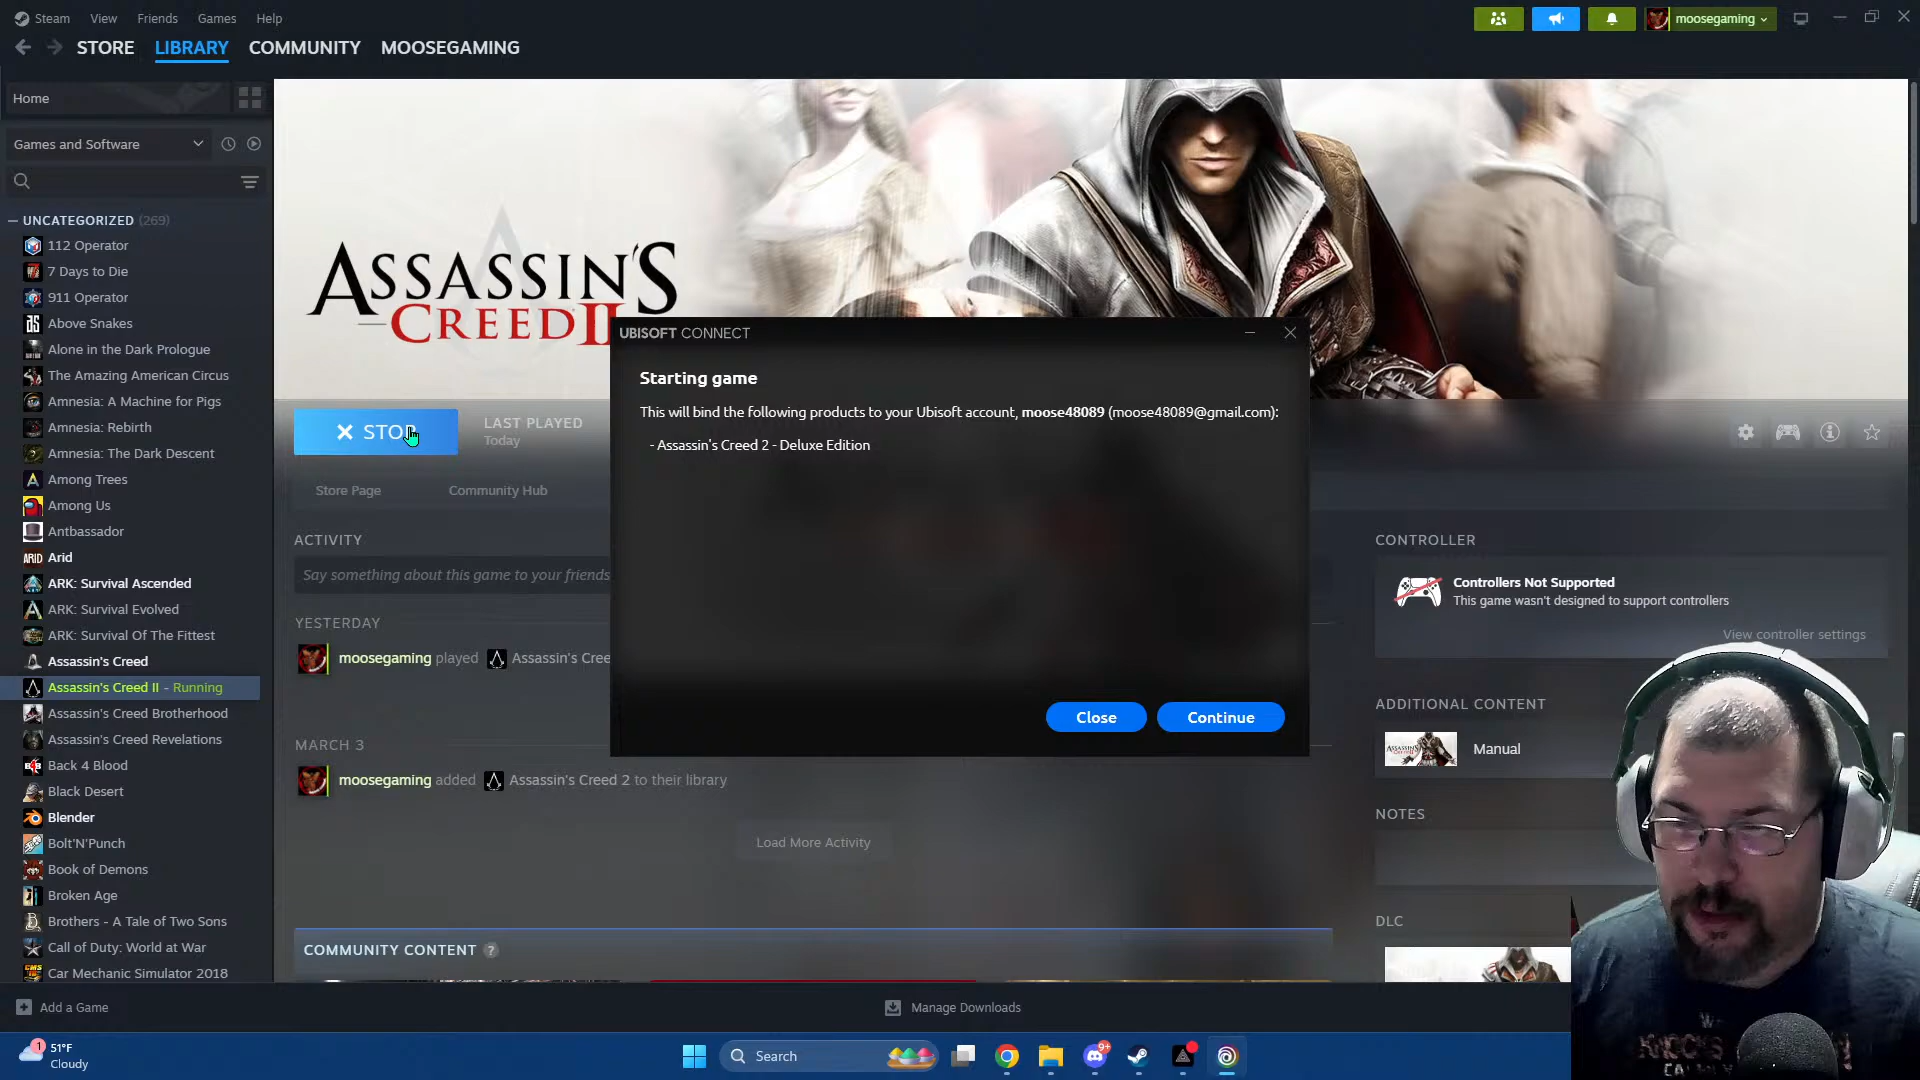 Steam View Friends Games Help
moosegaming
STORE LIBRARY COMMUNITY MOOSEGAMING
Home
Games and Software
UNCATEGORIZED (269)
112 Operator
7 Days to Die
911 Operator
Above Snakes
Alone in the Dark Prologue
The Amazing American Circus
Amnesia: A Machine for Pigs
Amnesia: Rebirth
Amnesia: The Dark Descent
Among Trees
Among Us
Antbassador
ARID Arid
ARK: Survival Ascended
ARK: Survival Evolved
ARK: Survival Of The Fittest
Assassin's Creed
Assassin's Creed II - Running
Assassin's Creed Brotherhood
Assassin's Creed Revelations
B4B Back 4 Blood
Black Desert
Blender
Bolt'N'Punch
Book of Demons
Broken Age
Brothers - A Tale of Two Sons
Call of Duty: World at War
CMS Car Mechanic Simulator 2018
Add a Game
ASSASSIN'S
CREED II
STOP
LAST PLAYED
Today
Store Page
Community Hub
ACTIVITY
Say something about this game to your friends
YESTERDAY
moosegaming played Assassin's Cree
MARCH 3
moosegaming added Assassin's Creed 2 to their library
Load More Activity
COMMUNITY CONTENT ?
UBISOFT CONNECT
Starting game
This will bind the following products to your Ubisoft account, moose48089 (moose48089@gmail.com):
- Assassin's Creed 2 - Deluxe Edition
Close
Continue
CONTROLLER
Controllers Not Supported
This game wasn't designed to support controllers
View controller settings
ADDITIONAL CONTENT
Manual
NOTES
DLC
Manage Downloads
1
51°F
Cloudy
Search
9+